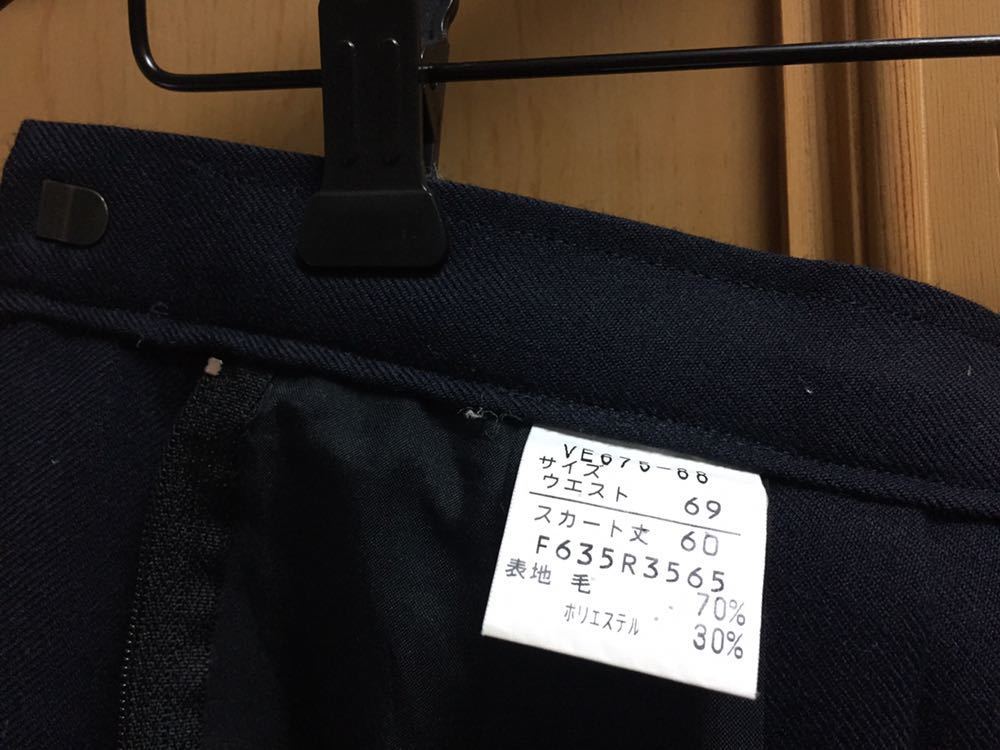 サイズ
ウエスト 69
スカート丈 60
F635R3565
表地 毛 70%
ポリエステル 30%